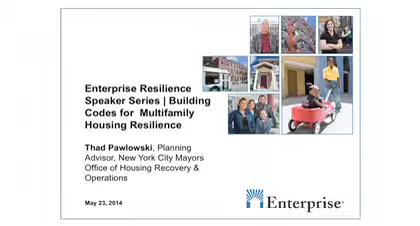 Enterprise Resilience
Speaker Series | Building
Codes for Multifamily
Housing Resilience
Thad Pawlowski, Planning
Advisor, New York City Mayors
Office of Housing Recovery &
Operations
May 23, 2014
Enterprise